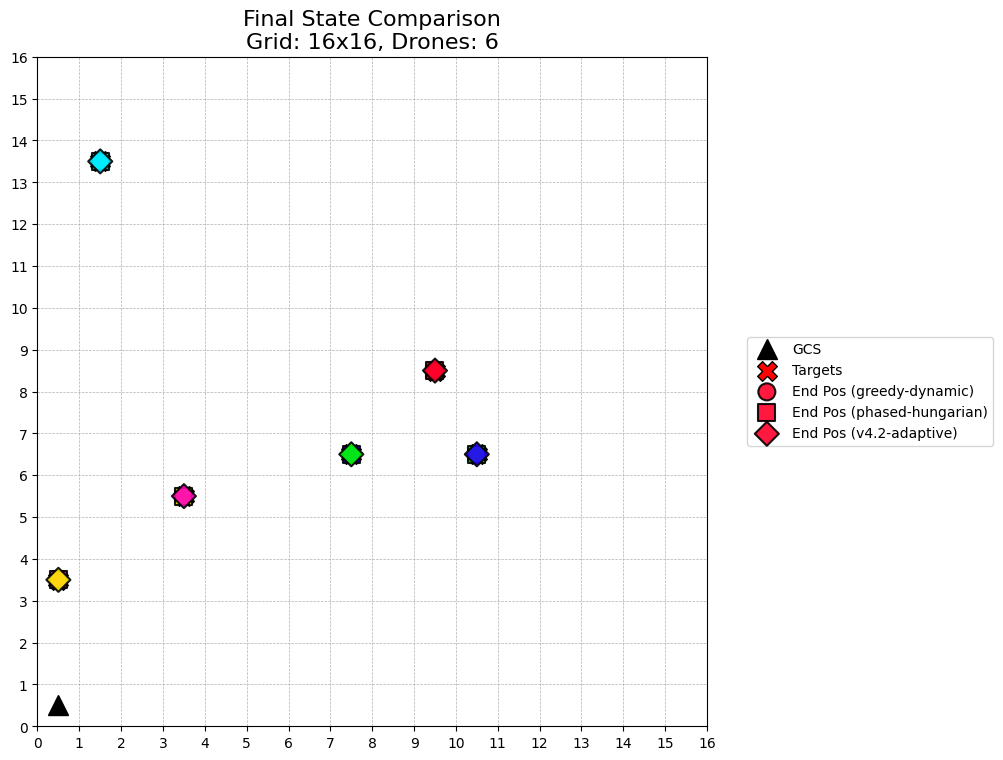 Final State Comparison
Grid: 16x16, Drones: 6
16
15
14
13
12
11
10
9
8
7
6
5
4
3
2
1
0
0 1 2 3 4 5 6 7 8 9 10 11 12 13 14 15 16
GCS
Targets
End Pos (greedy-dynamic)
End Pos (phased-hungarian)
End Pos (v4.2-adaptive)